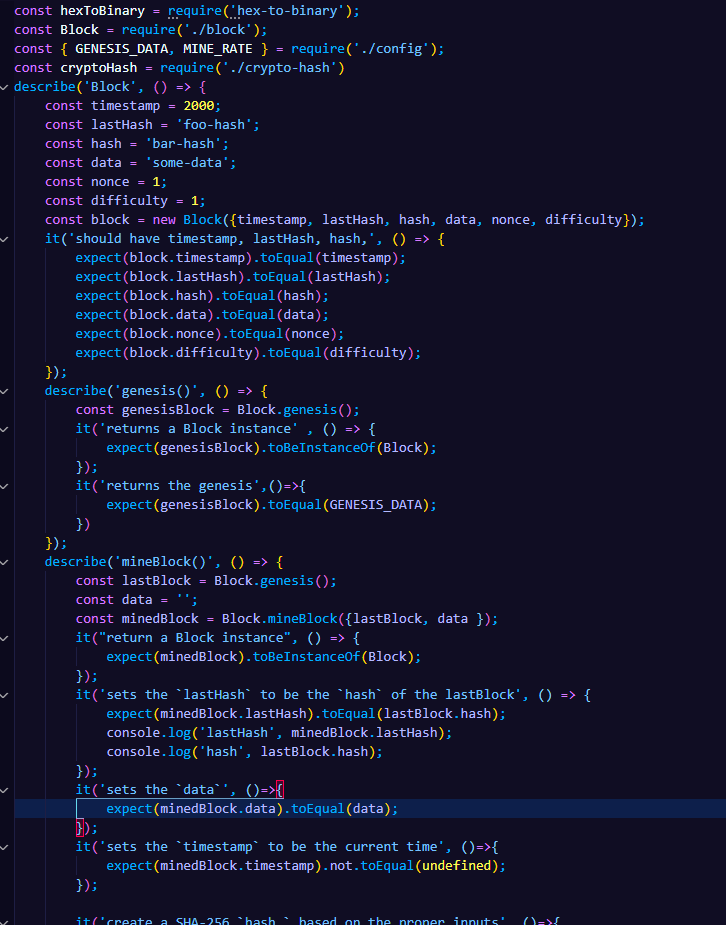 const hexToBinary = require('hex-to-binary');
const Block = require('./block');
const { GENESIS_DATA, MINE_RATE } = require('./config');
const cryptoHash = require('./crypto-hash')
describe('Block', () => {
const timestamp = 2000;
const lastHash = 'foo-hash';
const hash = 'bar-hash';
const data = 'some-data';
const nonce = 1;
const difficulty = 1;
const block = new Block({timestamp, lastHash, hash, data, nonce, difficulty});
it('should have timestamp, lastHash, hash,', () => {
expect(block.timestamp).toEqual(timestamp);
expect(block.lastHash).toEqual(lastHash);
expect(block.hash).toEqual(hash);
expect(block.data).toEqual(data);
expect(block.nonce).toEqual(nonce);
expect(block.difficulty).toEqual(difficulty);
});
describe('genesis()', () => {
const genesisBlock = Block.genesis();
it('returns a Block instance' , () => {
expect(genesisBlock).toBeInstanceOf(Block);
});
it('returns the genesis',()=>{
expect(genesisBlock).toEqual(GENESIS_DATA);
})
});
describe('mineBlock()', () => {
const lastBlock = Block.genesis();
const data = '';
const minedBlock = Block.mineBlock({lastBlock, data });
it("return a Block instance", () => {
expect(minedBlock).toBeInstanceOf(Block);
});
it('sets the `lastHash` to be the `hash` of the lastBlock', () => {
expect(minedBlock.lastHash).toEqual(lastBlock.hash);
console.log('lastHash', minedBlock.lastHash);
console.log('hash', lastBlock.hash);
});
it('sets the `data`', ()=>{
expect(minedBlock.data).toEqual(data);
});
it('sets the `timestamp` to be the current time', ()=>{
expect(minedBlock.timestamp).not.toEqual(undefined);
});
it('create a SHA-256 `hash ` based on the proper inputs', ()=>{